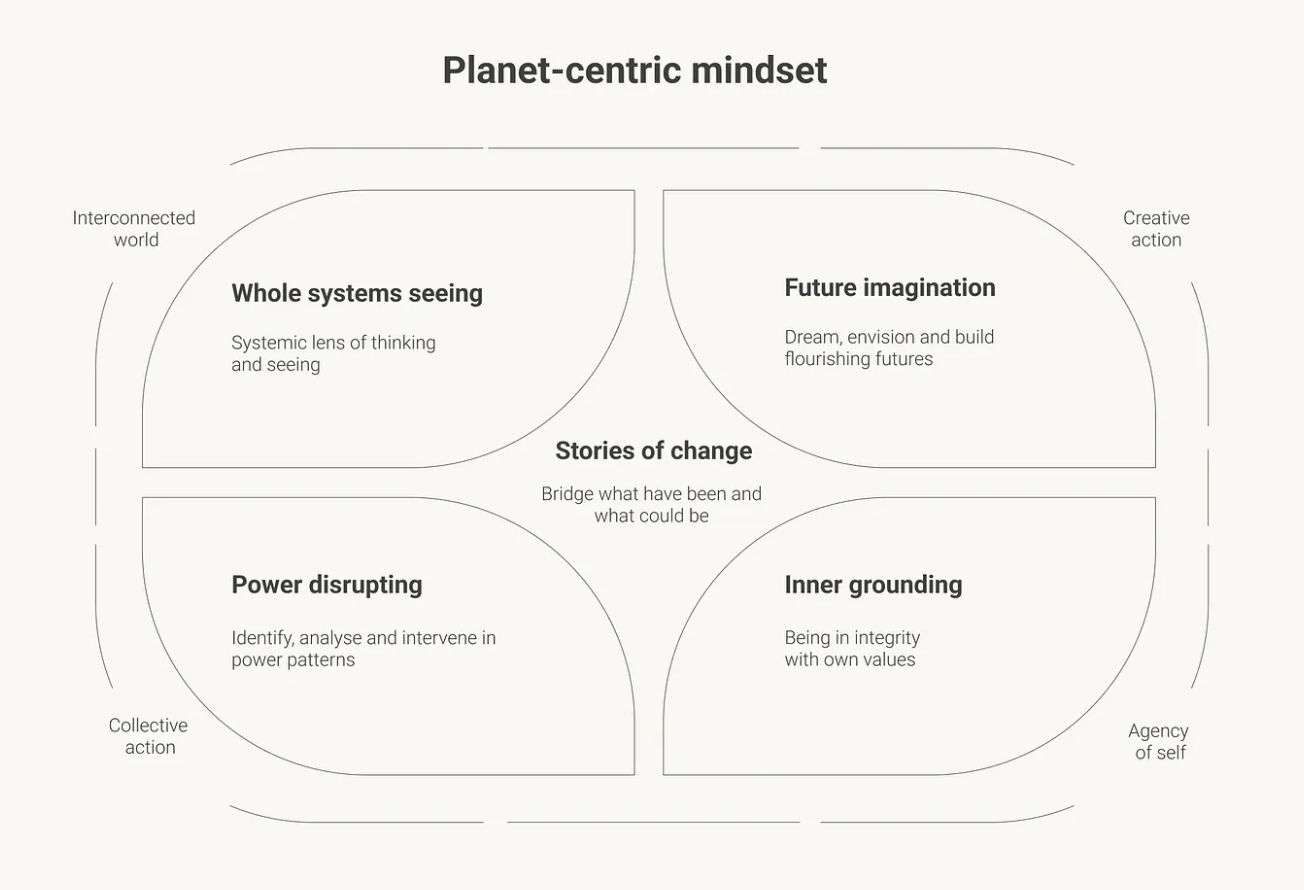 Planet-centric mindset
Interconnected
world
Creative
action
Whole systems seeing
Systemic lens of thinking
and seeing
Future imagination
Dream, envision and build
flourishing futures
Stories of change
Bridge what have been and
what could be
Power disrupting
Identify, analyse and intervene in
power patterns
Inner grounding
Being in integrity
with own values
Collective
action
Agency
of self